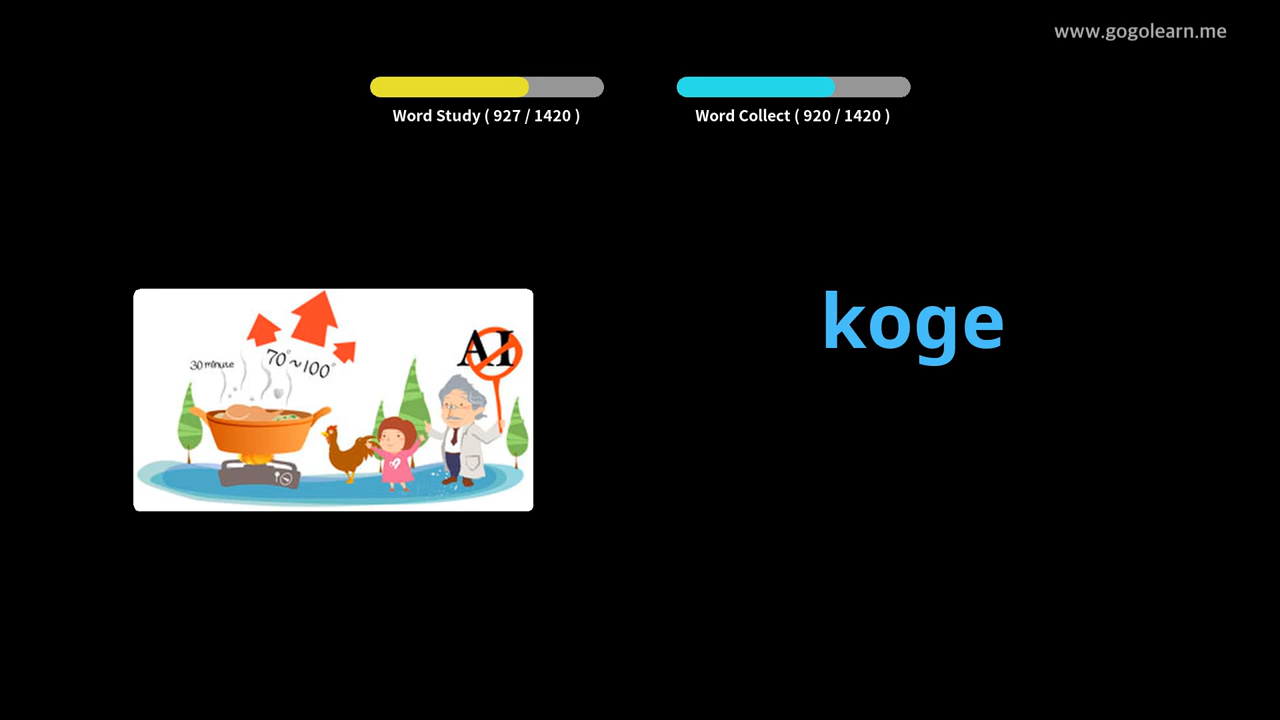 www.gogolearn.me
Word Study ( 927 / 1420 )
Word Collect ( 920 / 1420 )
koge
30 minute
70°~100°
AI